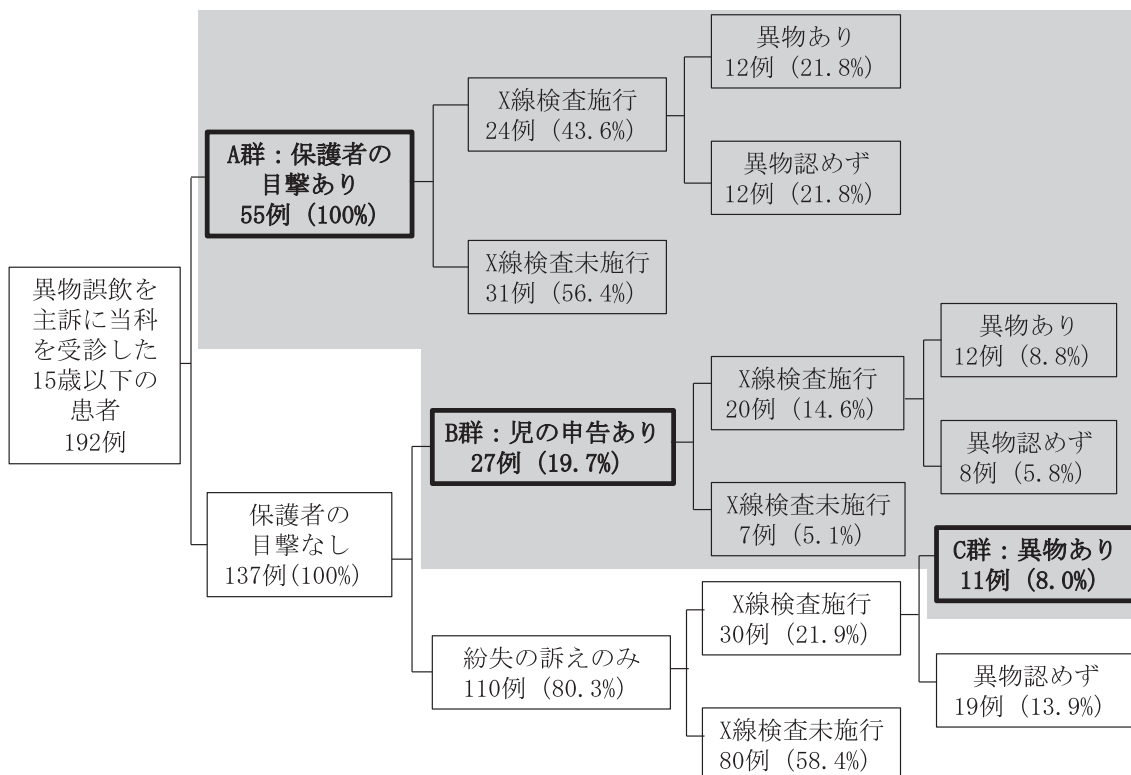 異物誤飲を
主訴に当科
を受診した
15歳以下の
患者
192例
A群：保護者の
目撃あり
55例 (100%)
X線検査施行
24例 (43.6%)
異物あり
12例 (21.8%)
異物認めず
12例 (21.8%)
X線検査未施行
31例 (56.4%)
保護者の
目撃なし
137例(100%)
B群：児の申告あり
27例 (19.7%)
X線検査施行
20例 (14.6%)
異物あり
12例 (8.8%)
異物認めず
8例 (5.8%)
X線検査未施行
7例 (5.1%)
紛失の訴えのみ
110例 (80.3%)
X線検査施行
30例 (21.9%)
C群：異物あり
11例 (8.0%)
異物認めず
19例 (13.9%)
X線検査未施行
80例 (58.4%)